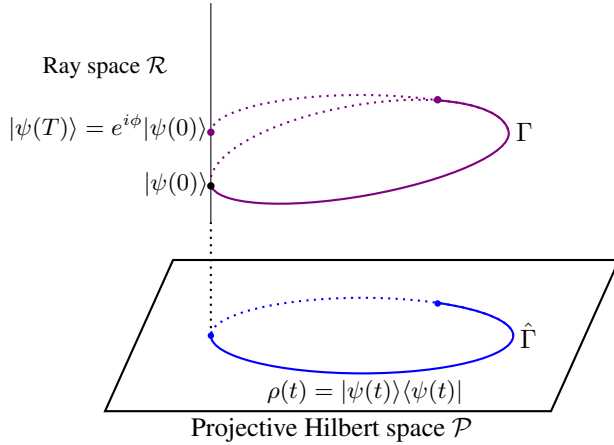 Ray space $\mathcal{R}$
$|\psi(T)\rangle = e^{i\phi}|\psi(0)\rangle$
$\Gamma$
$|\psi(0)\rangle$
$\hat{\Gamma}$
$\rho(t) = |\psi(t)\rangle\langle\psi(t)|$
Projective Hilbert space $\mathcal{P}$